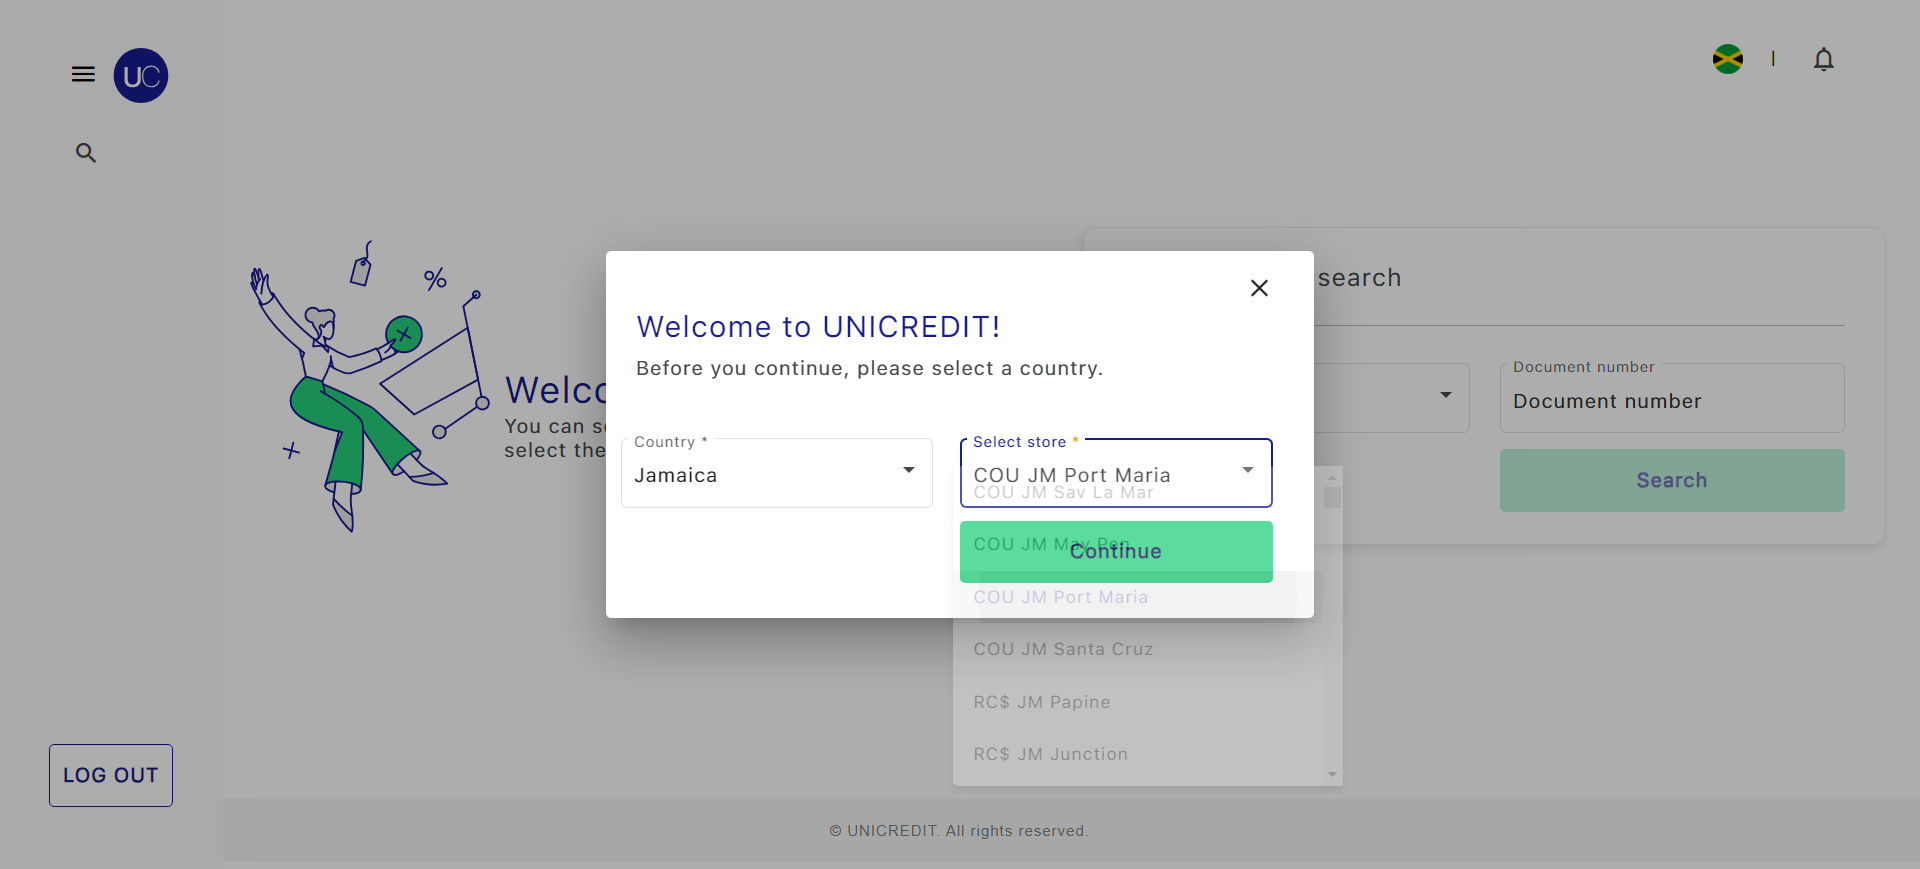 UC
search
Document number
Document number
Search
Welco
You can s
select the
Welcome to UNICREDIT!
Before you continue, please select a country.
Country *
Jamaica
Select store *
COU JM Port Maria
COU JM Sav La Mar
COU JM May Pen
Continue
COU JM Port Maria
COU JM Santa Cruz
RC$ JM Papine
RC$ JM Junction
LOG OUT
© UNICREDIT. All rights reserved.